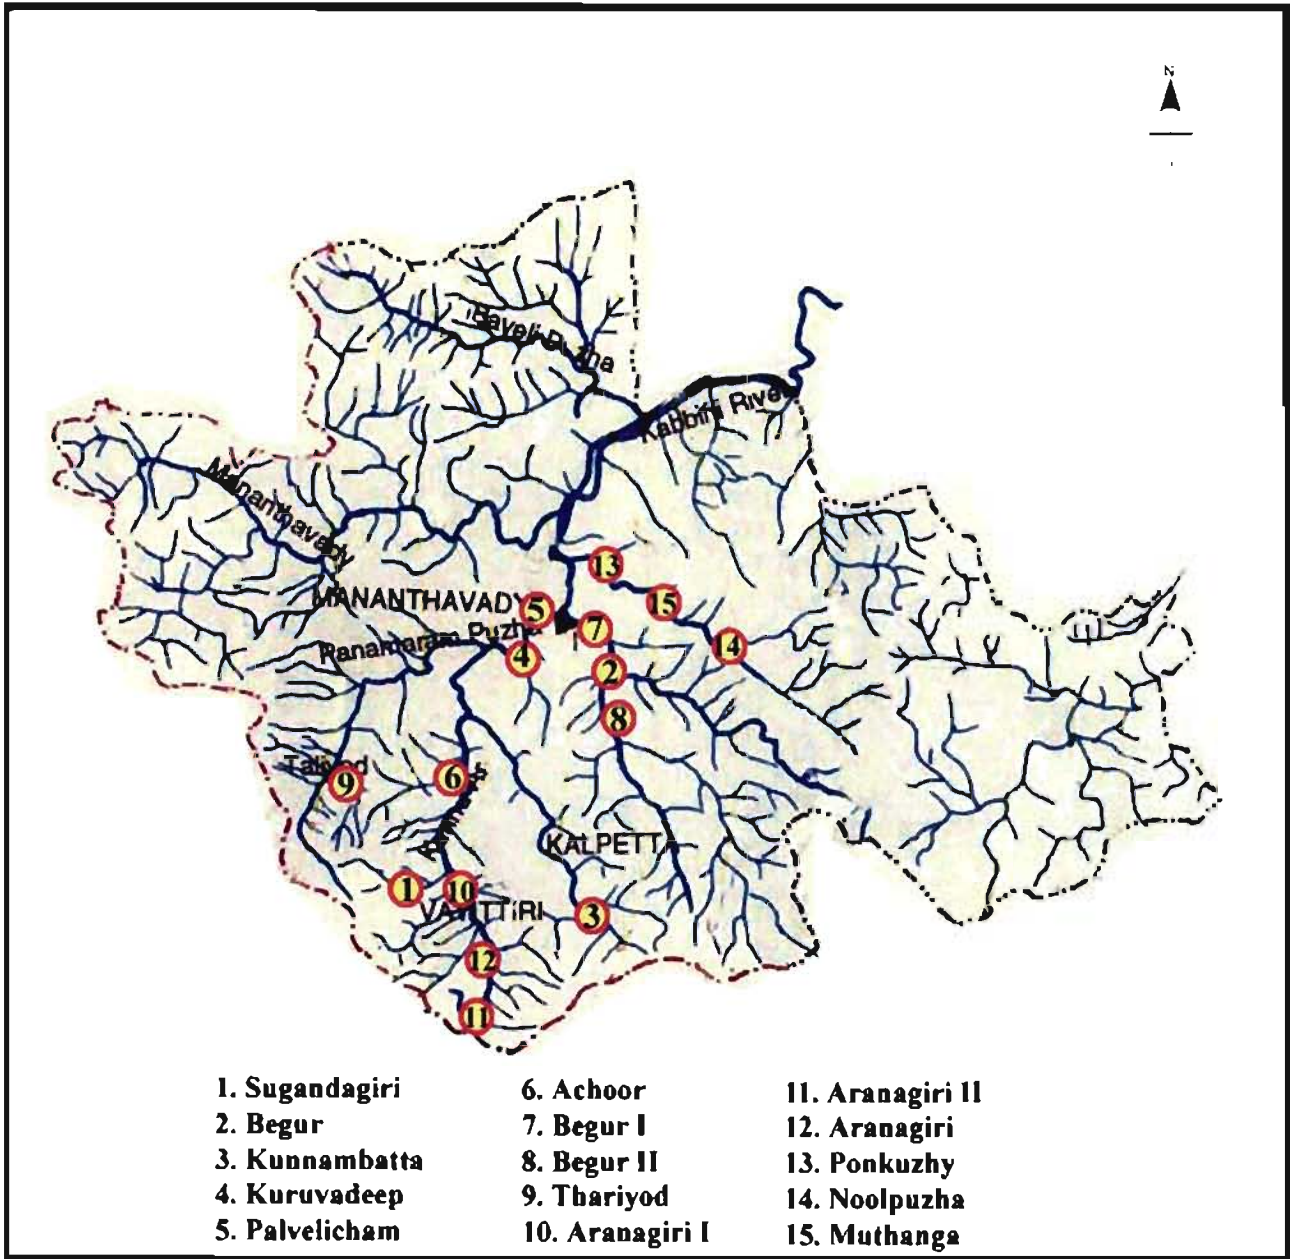 N
Baveli Puzha
Kabbini River
Mananthavady
13
MANANTHAVADY
5
15
7
Panamaram Puzha
4
14
2
8
9
6
KALPETTA
1
10
3
12
11
1. Sugandagiri
2. Begur
3. Kunnambatta
4. Kuruvadeep
5. Palvelicham
6. Achoor
7. Begur I
8. Begur II
9. Thariyod
10. Aranagiri I
11. Aranagiri II
12. Aranagiri
13. Ponkuzhy
14. Noolpuzha
15. Muthanga